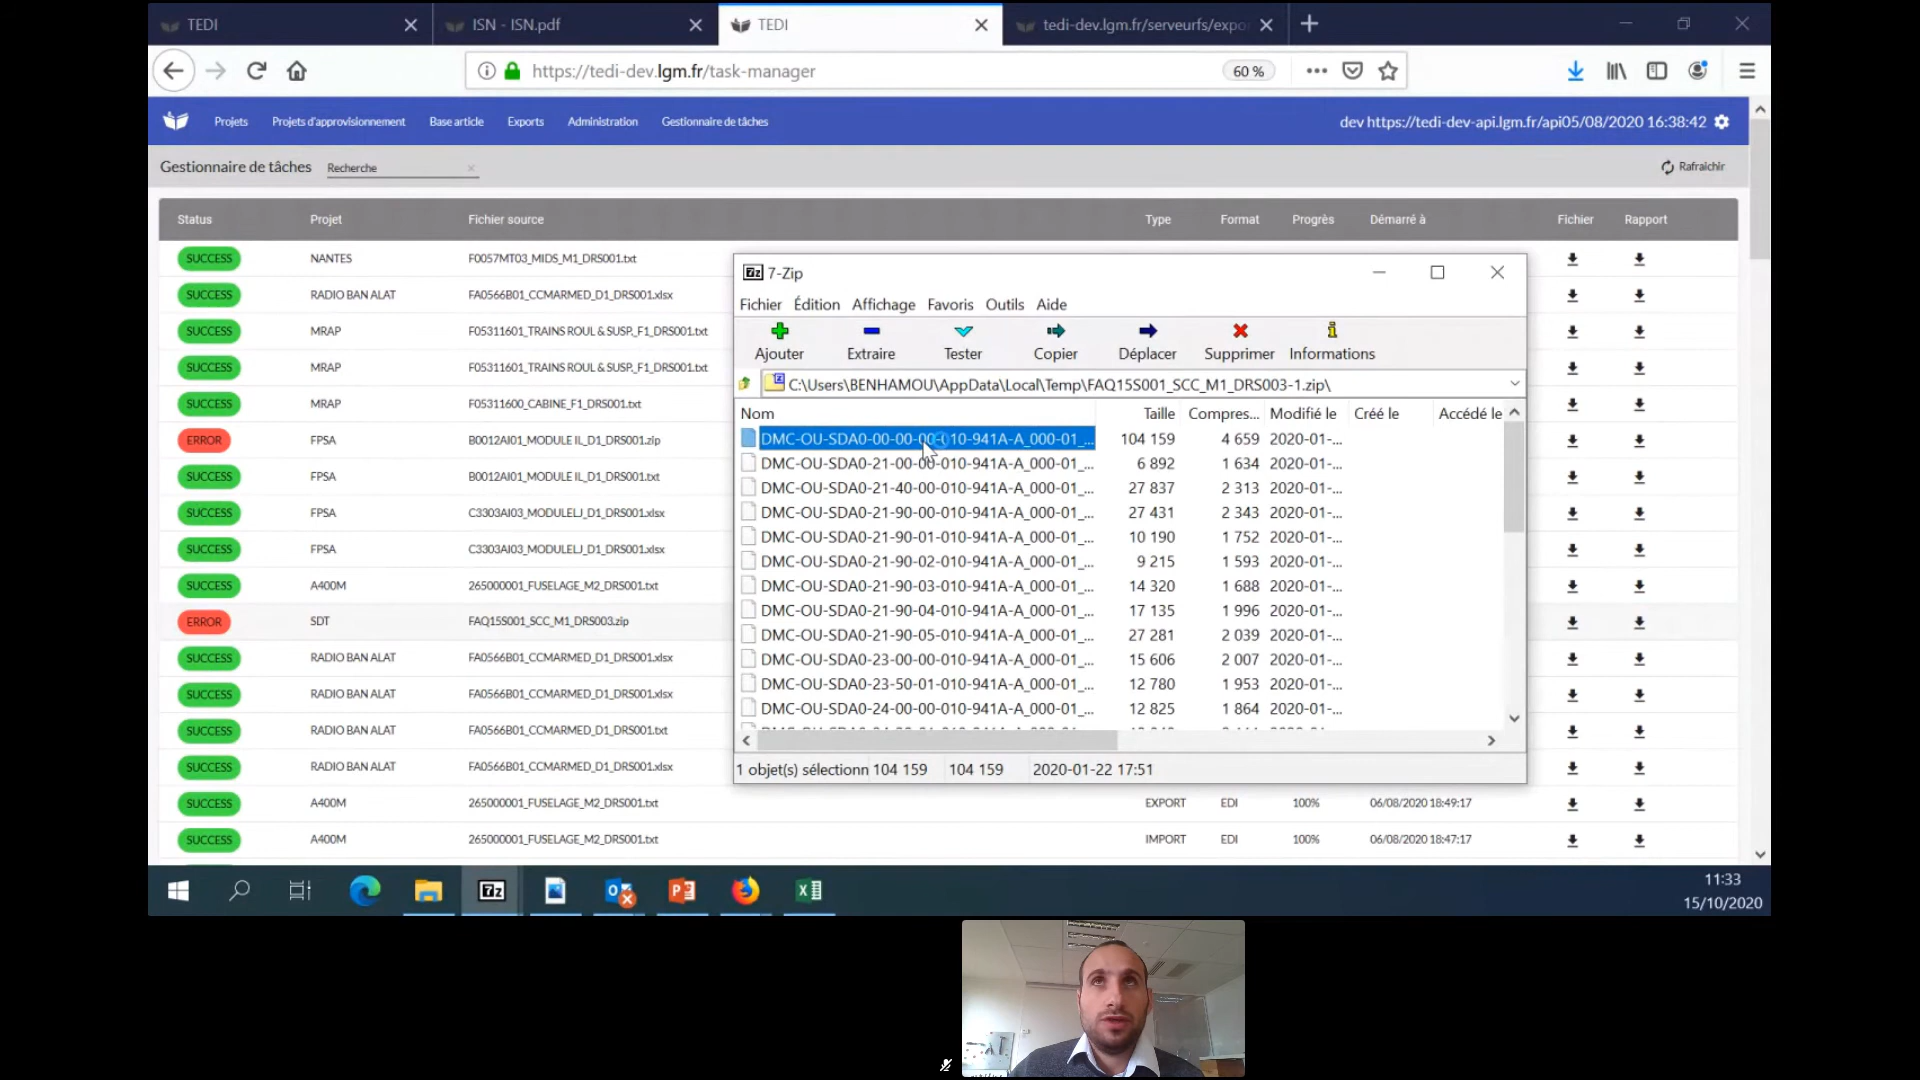 TEDI
ISN - ISN.pdf
TEDI
tedi-dev.lgm.fr/serveurfs/expo
https://tedi-dev.lgm.fr/task-manager
60 %
Projets
Projets d'approvisionnement
Base article
Exports
Administration
Gestionnaire de tâches
dev https://tedi-dev-api.lgm.fr/api05/08/2020 16:38:42
Gestionnaire de tâches
Recherche
Rafraichir
Status Projet Fichier source Type Format Progrès Démarré à Fichier Rapport
SUCCESS NANTES F0057MT03_MIDS_M1_DRS001.txt
SUCCESS RADIO BAN ALAT FA0566B01_CCMARMED_D1_DRS001.xlsx
SUCCESS MRAP F05311601_TRAINS ROUL & SUSP_F1_DRS001.txt
SUCCESS MRAP F05311601_TRAINS ROUL & SUSP_F1_DRS001.txt
SUCCESS MRAP F05311600_CABINE_F1_DRS001.txt
ERROR FPSA B0012AI01_MODULE IL_D1_DRS001.zip
SUCCESS FPSA B0012AI01_MODULE IL_D1_DRS001.txt
SUCCESS FPSA C3303AI03_MODULELJ_D1_DRS001.xlsx
SUCCESS FPSA C3303AI03_MODULELJ_D1_DRS001.xlsx
SUCCESS A400M 265000001_FUSELAGE_M2_DRS001.txt
ERROR SDT FAQ15S001_SCC_M1_DRS003.zip
SUCCESS RADIO BAN ALAT FA0566B01_CCMARMED_D1_DRS001.xlsx
SUCCESS RADIO BAN ALAT FA0566B01_CCMARMED_D1_DRS001.xlsx
SUCCESS RADIO BAN ALAT FA0566B01_CCMARMED_D1_DRS001.txt
SUCCESS RADIO BAN ALAT FA0566B01_CCMARMED_D1_DRS001.xlsx
SUCCESS A400M 265000001_FUSELAGE_M2_DRS001.txt EXPORT EDI 100% 06/08/2020 18:49:17
SUCCESS A400M 265000001_FUSELAGE_M2_DRS001.txt IMPORT EDI 100% 06/08/2020 18:47:17
7z 7-Zip
Fichier Édition Affichage Favoris Outils Aide
Ajouter Extraire Tester Copier Déplacer Supprimer Informations
C:\Users\BENHAMOU\AppData\Local\Temp\FAQ15S001_SCC_M1_DRS003-1.zip\
Nom Taille Compres... Modifié le Créé le Accédé le
DMC-OU-SDA0-00-00-00-010-941A-A_000-01_... 104 159 4 659 2020-01-...
DMC-OU-SDA0-21-00-00-010-941A-A_000-01_... 6 892 1 634 2020-01-...
DMC-OU-SDA0-21-40-00-010-941A-A_000-01_... 27 837 2 313 2020-01-...
DMC-OU-SDA0-21-90-00-010-941A-A_000-01_... 27 431 2 343 2020-01-...
DMC-OU-SDA0-21-90-01-010-941A-A_000-01_... 10 190 1 752 2020-01-...
DMC-OU-SDA0-21-90-02-010-941A-A_000-01_... 9 215 1 593 2020-01-...
DMC-OU-SDA0-21-90-03-010-941A-A_000-01_... 14 320 1 688 2020-01-...
DMC-OU-SDA0-21-90-04-010-941A-A_000-01_... 17 135 1 996 2020-01-...
DMC-OU-SDA0-21-90-05-010-941A-A_000-01_... 27 281 2 039 2020-01-...
DMC-OU-SDA0-23-00-00-010-941A-A_000-01_... 15 606 2 007 2020-01-...
DMC-OU-SDA0-23-50-01-010-941A-A_000-01_... 12 780 1 953 2020-01-...
DMC-OU-SDA0-24-00-00-010-941A-A_000-01_... 12 825 1 864 2020-01-...
1 objet(s) sélectionn 104 159 104 159 2020-01-22 17:51
7z
11:33
15/10/2020